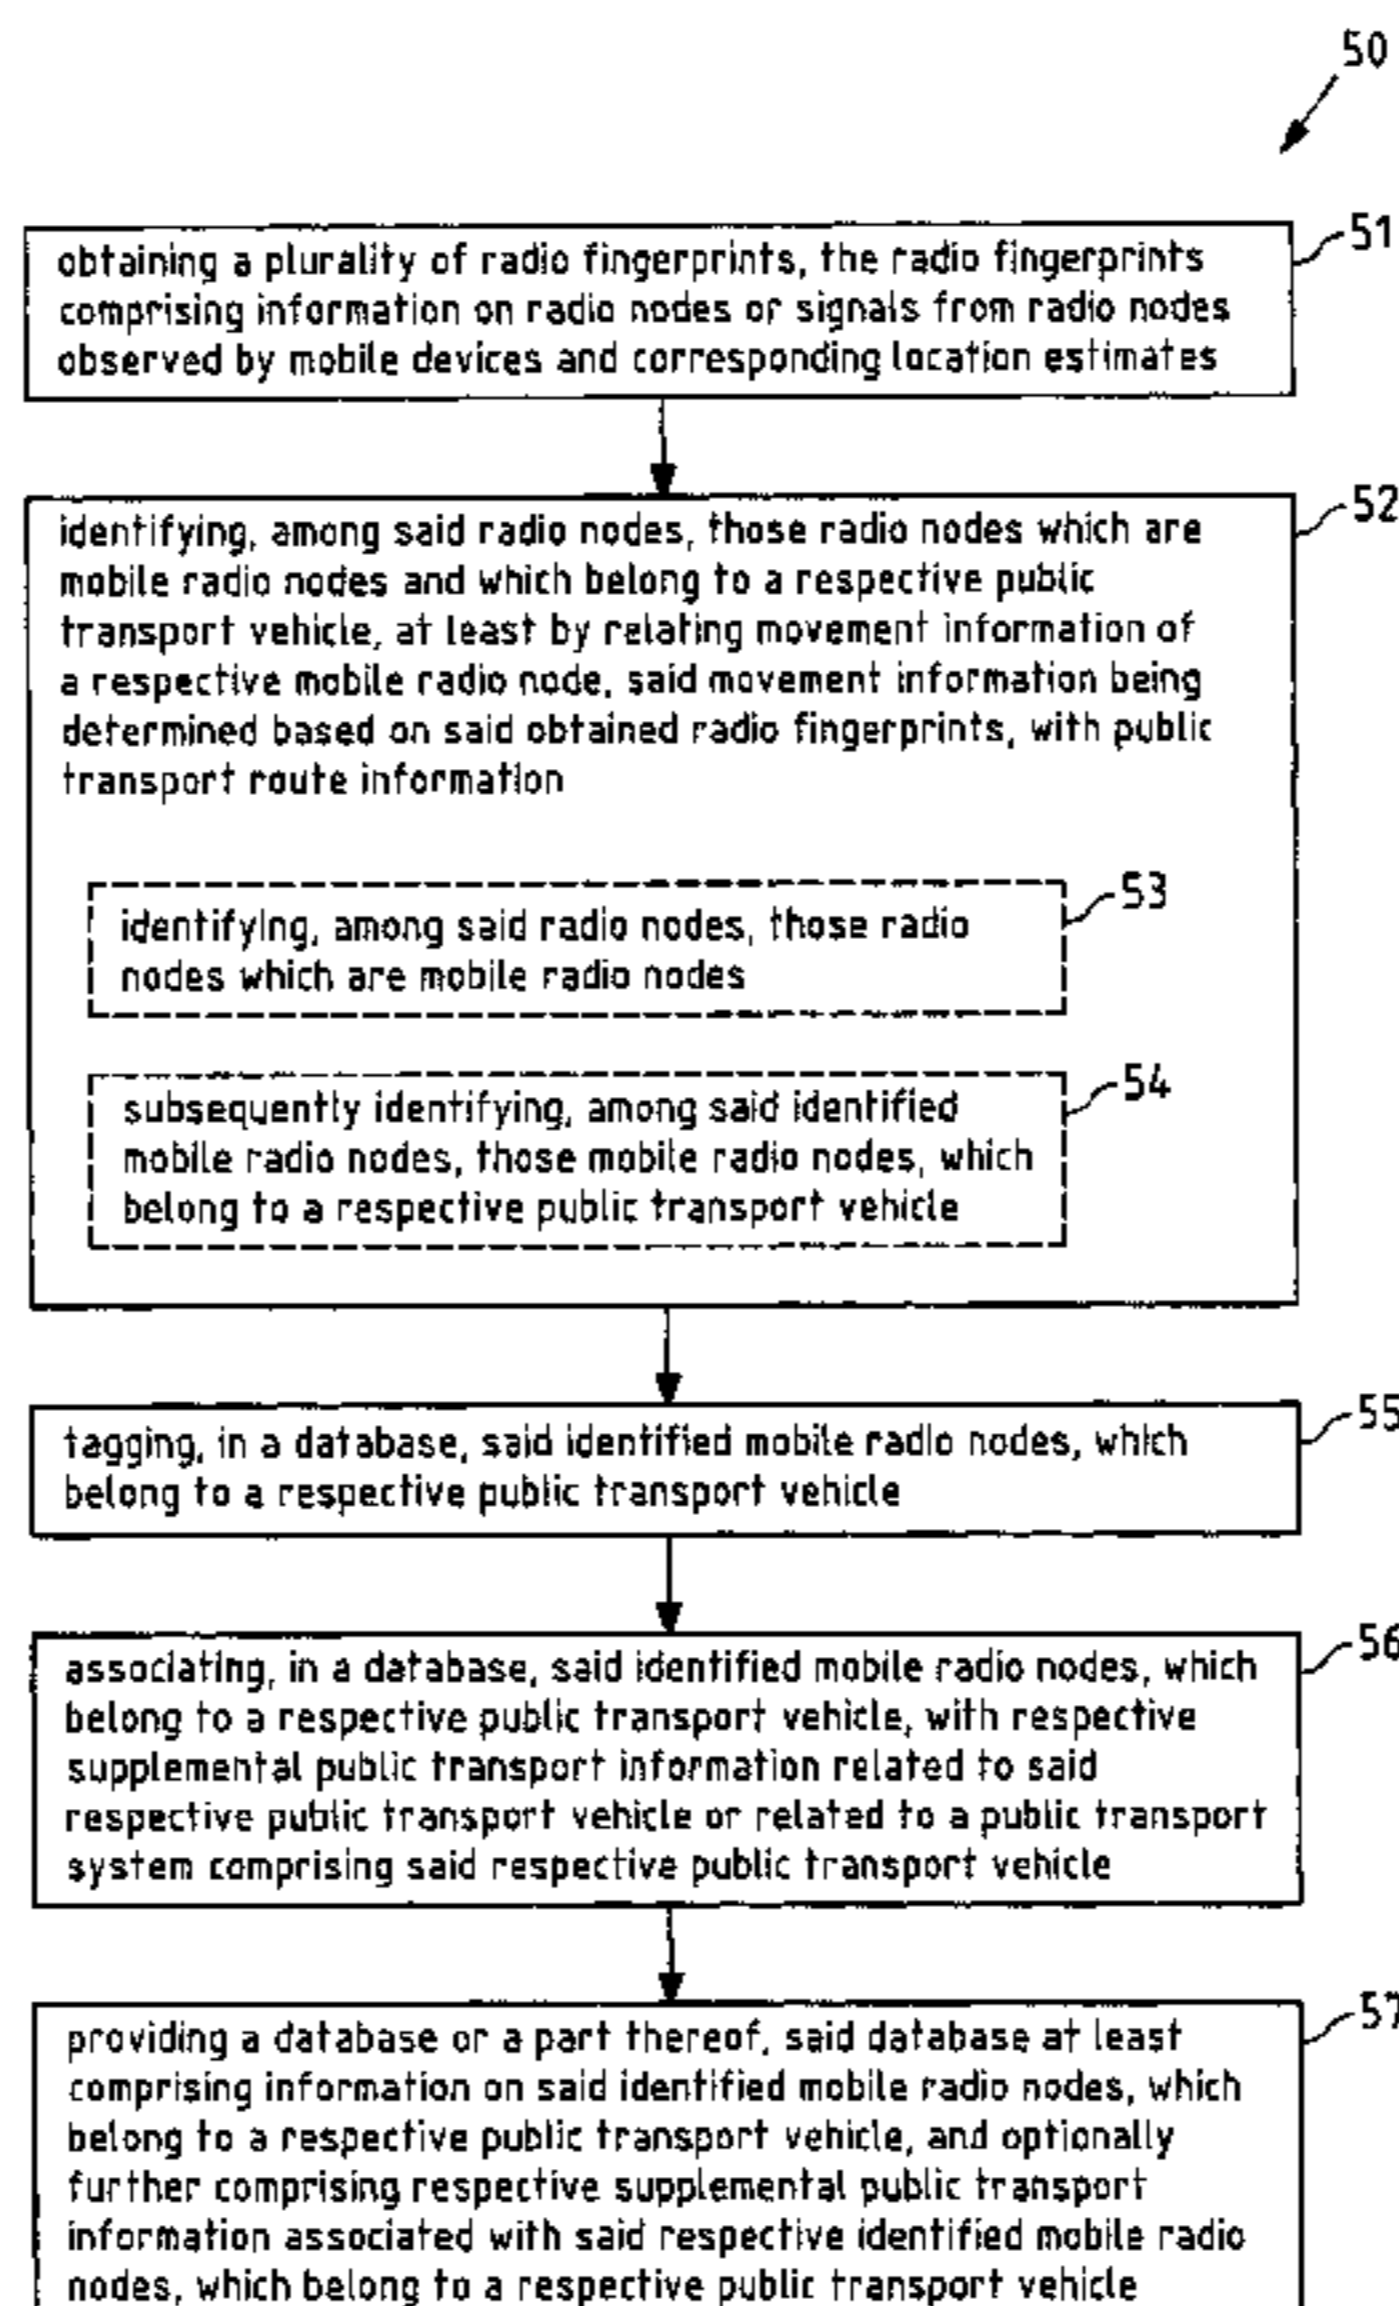 50
51
obtaining a plurality of radio fingerprints, the radio fingerprints
comprising information on radio nodes or signals from radio nodes
observed by mobile devices and corresponding location estimates
52
identifying, among said radio nodes, those radio nodes which are
mobile radio nodes and which belong to a respective public
transport vehicle, at least by relating movement information of
a respective mobile radio node, said movement information being
determined based on said obtained radio fingerprints, with public
transport route information
53
identifying, among said radio nodes, those radio
nodes which are mobile radio nodes
54
subsequently identifying, among said identified
mobile radio nodes, those mobile radio nodes, which
belong to a respective public transport vehicle
55
tagging, in a database, said identified mobile radio nodes, which
belong to a respective public transport vehicle
56
associating, in a database, said identified mobile radio nodes, which
belong to a respective public transport vehicle, with respective
supplemental public transport information related to said
respective public transport vehicle or related to a public transport
system comprising said respective public transport vehicle
57
providing a database or a part thereof, said database at least
comprising information on said identified mobile radio nodes, which
belong to a respective public transport vehicle, and optionally
further comprising respective supplemental public transport
information associated with said respective identified mobile radio
nodes, which belong to a respective public transport vehicle